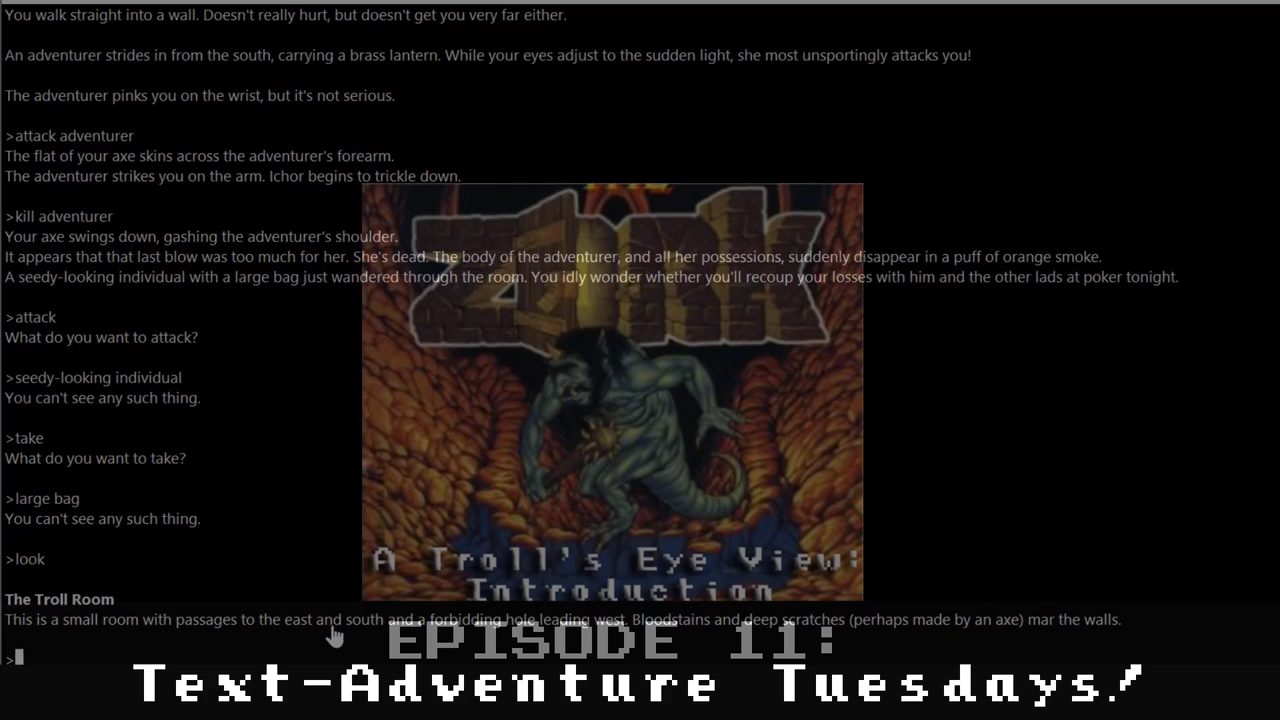 You walk straight into a wall. Doesn't really hurt, but doesn't get you very far either.
An adventurer strides in from the south, carrying a brass lantern. While your eyes adjust to the sudden light, she most unsportingly attacks you!
The adventurer pinks you on the wrist, but it's not serious.
>attack adventurer
The flat of your axe skins across the adventurer's forearm.
The adventurer strikes you on the arm. Ichor begins to trickle down.
>kill adventurer
Your axe swings down, gashing the adventurer's shoulder.
It appears that that last blow was too much for her. She's dead. The body of the adventurer, and all her possessions, suddenly disappear in a puff of orange smoke.
A seedy-looking individual with a large bag just wandered through the room. You idly wonder whether you'll recoup your losses with him and the other lads at poker tonight.
>attack
What do you want to attack?
>seedy-looking individual
You can't see any such thing.
>take
What do you want to take?
>large bag
You can't see any such thing.
>look
The Troll Room
This is a small room with passages to the east and south and a forbidding hole leading west. Bloodstains and deep scratches (perhaps made by an axe) mar the walls.
>
ZORK
A Troll's Eye View:
Introduction
EPISODE 11:
Text-Adventure Tuesdays!